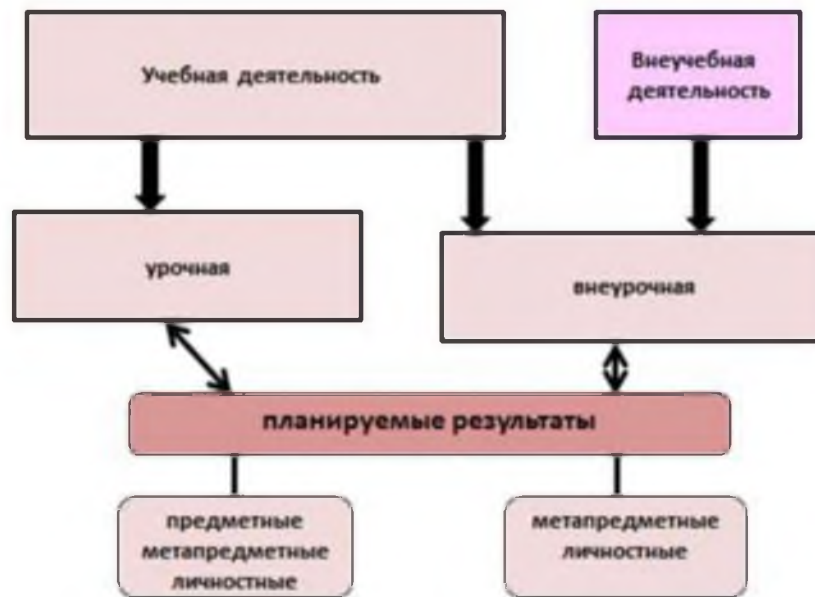 Учебная деятельность
Внеучебная
деятельность
урочная
внеурочная
планируемые результаты
предметные
метапредметные
личностные
метапредметные
личностные